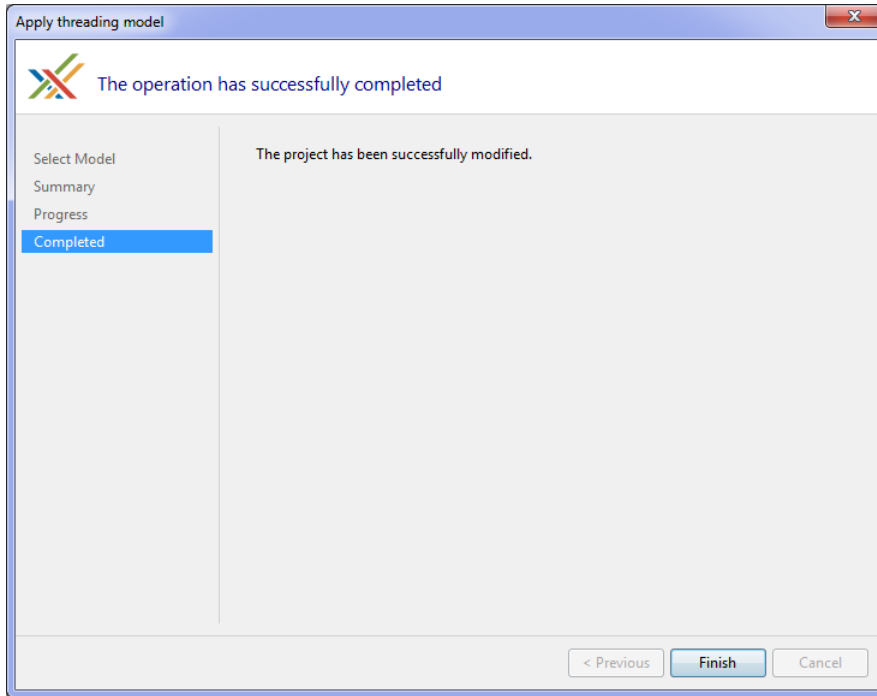 Apply threading model
The operation has successfully completed
Select Model
Summary
Progress
Completed
The project has been successfully modified.
< Previous
Finish
Cancel